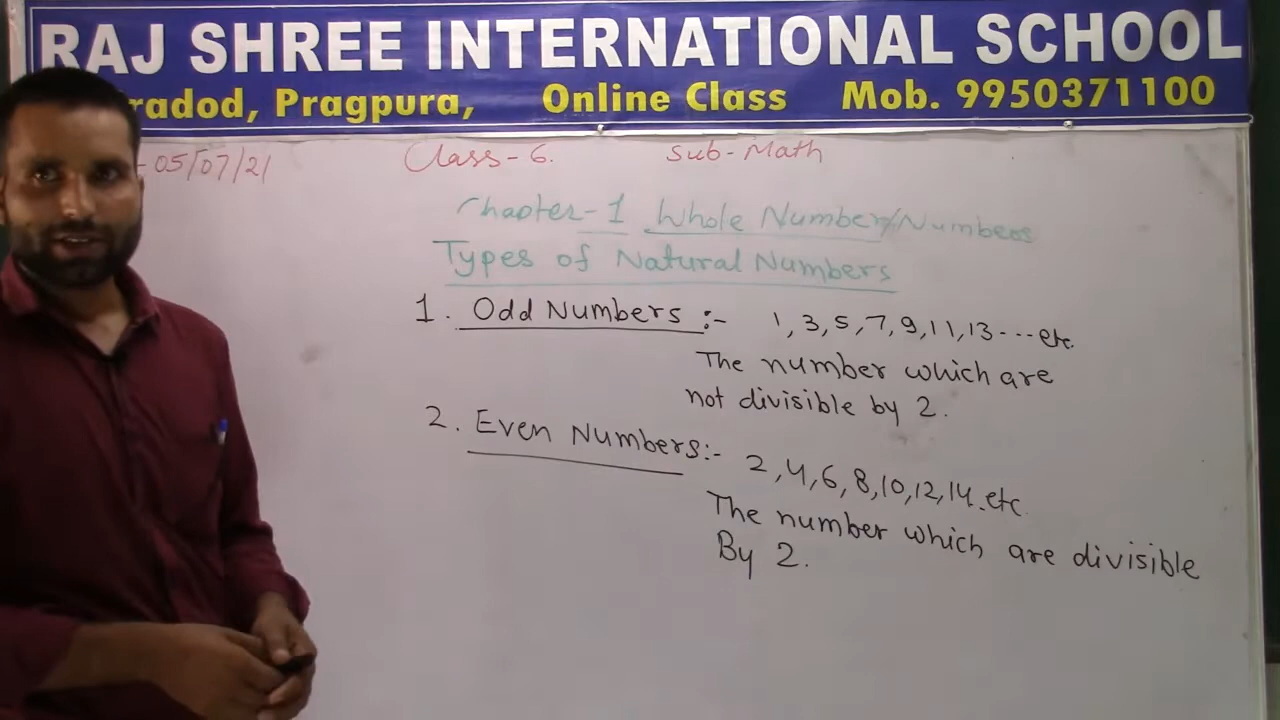 RAJ SHREE INTERNATIONAL SCHOOL
radod, Pragpura, Online Class Mob. 9950371100
05/07/21 Class-6. Sub-Math
Chapter-1 Whole Number/Numbers
Types of Natural Numbers
1. Odd Numbers:- 1, 3, 5, 7, 9, 11, 13 ---- etc.
The number which are
not divisible by 2.
2. Even Numbers:- 2, 4, 6, 8, 10, 12, 14. etc
The number which are divisible
By 2.